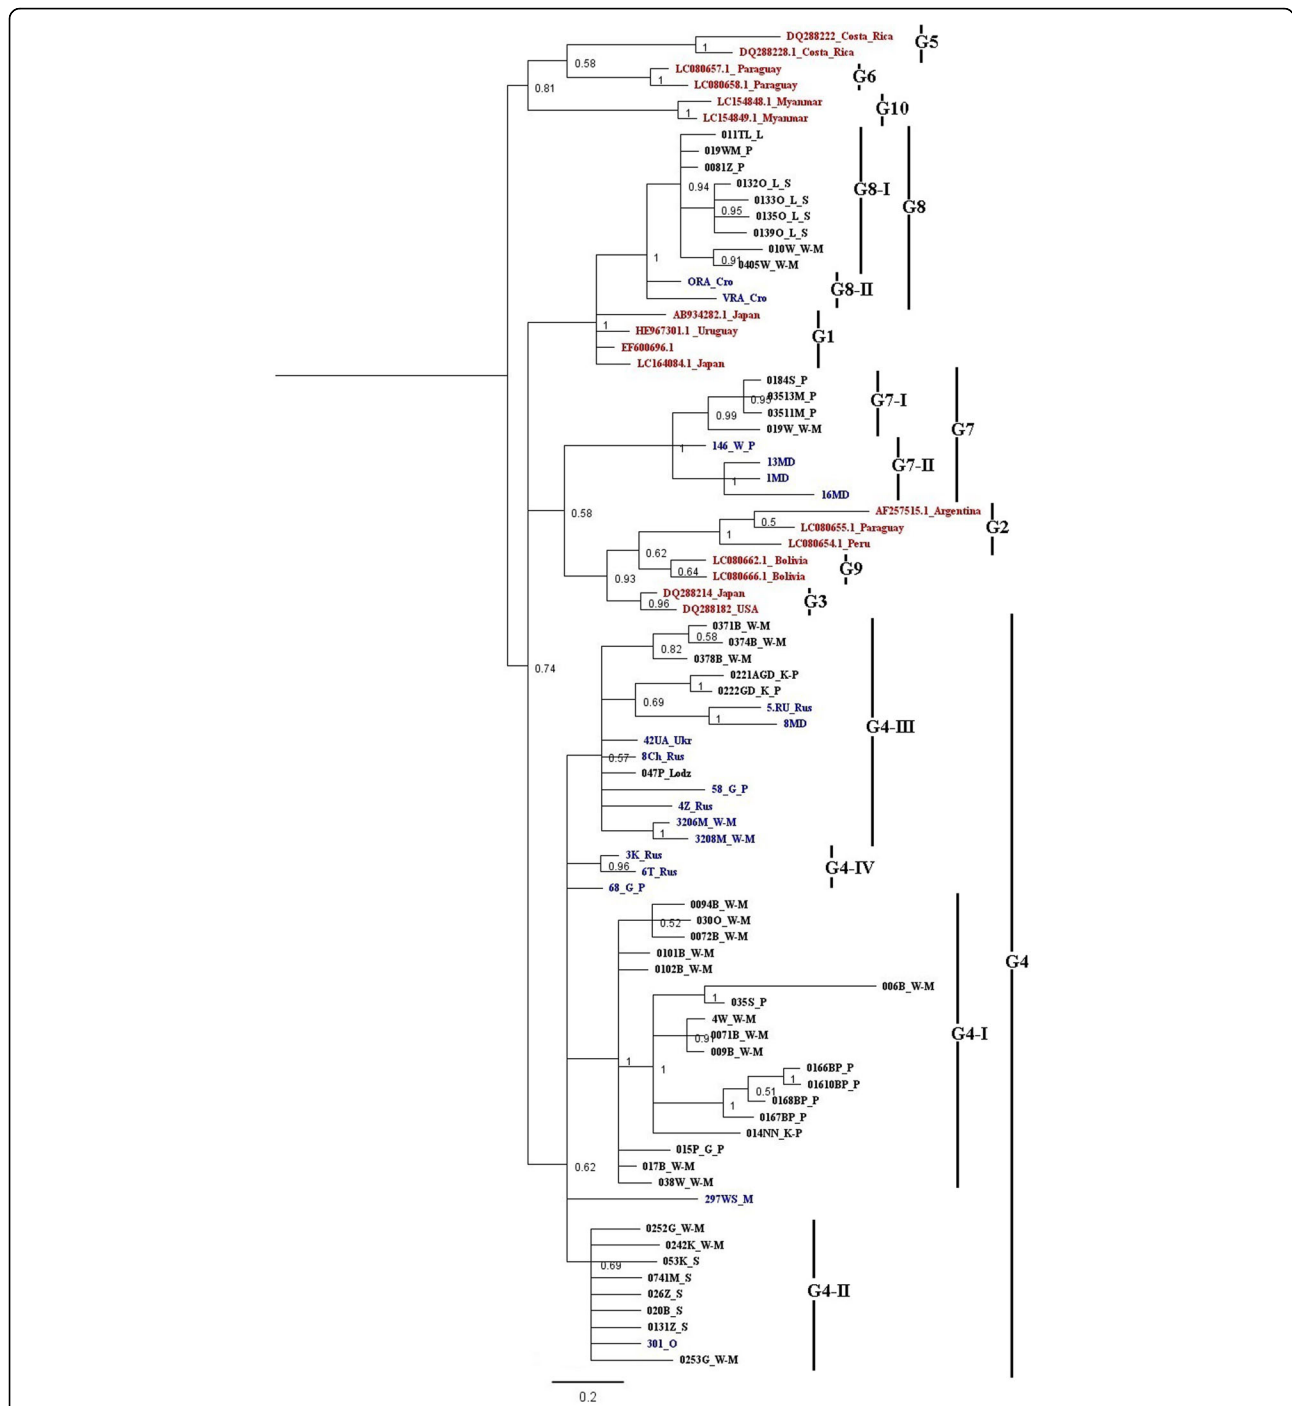 DQ288222_Costa_Rica
1
DQ288228.1_Costa_Rica
G5
0.58
LC080657.1_Paraguay
1
LC080658.1_Paraguay
G6
0.81
LC154848.1_Myanmar
1
LC154849.1_Myanmar
G10
011TL_L
019WM_P
0081Z_P
0.94
0132O_L_S
0133O_L_S
0.95
0135O_L_S
0139O_L_S
G8-I
G8
010W_W-M
0.91
0405W_W-M
1
ORA_Cro
VRA_Cro
G8-II
AB934282.1_Japan
1
HE967301.1_Uruguay
EF600696.1
LC164084.1_Japan
G1
0184S_P
0.95
03513M_P
0.99
03511M_P
019W_W-M
G7-I
G7
146_W_P
1
13MD
1
1MD
16MD
G7-II
0.58
AF257515.1_Argentina
0.5
LC080655.1_Paraguay
1
LC080654.1_Peru
G2
0.62
LC080662.1_Bolivia
0.64
LC080666.1_Bolivia
G9
0.93
DQ288214_Japan
0.96
DQ288182_USA
G3
0371B_W-M
0.58
0374B_W-M
0.82
0378B_W-M
0.74
0221AGD_K-P
1
0222GD_K_P
0.69
5.RU_Rus
1
8MD
G4-III
42UA_Ukr
0.57
8Ch_Rus
047P_Lodz
58_G_P
4Z_Rus
3206M_W-M
1
3208M_W-M
3K_Rus
0.96
6T_Rus
G4-IV
68_G_P
0094B_W-M
0.52
030O_W-M
0072B_W-M
0101B_W-M
0102B_W-M
G4
006B_W-M
1
035S_P
4W_W-M
0.91
0071B_W-M
009B_W-M
G4-I
1
1
0166BP_P
1
01610BP_P
0.51
0168BP_P
1
0167BP_P
014NN_K-P
015P_G_P
0.62
017B_W-M
038W_W-M
297WS_M
0252G_W-M
0242K_W-M
0.69
053K_S
0741M_S
026Z_S
G4-II
020B_S
0131Z_S
301_O
0253G_W-M
0.2